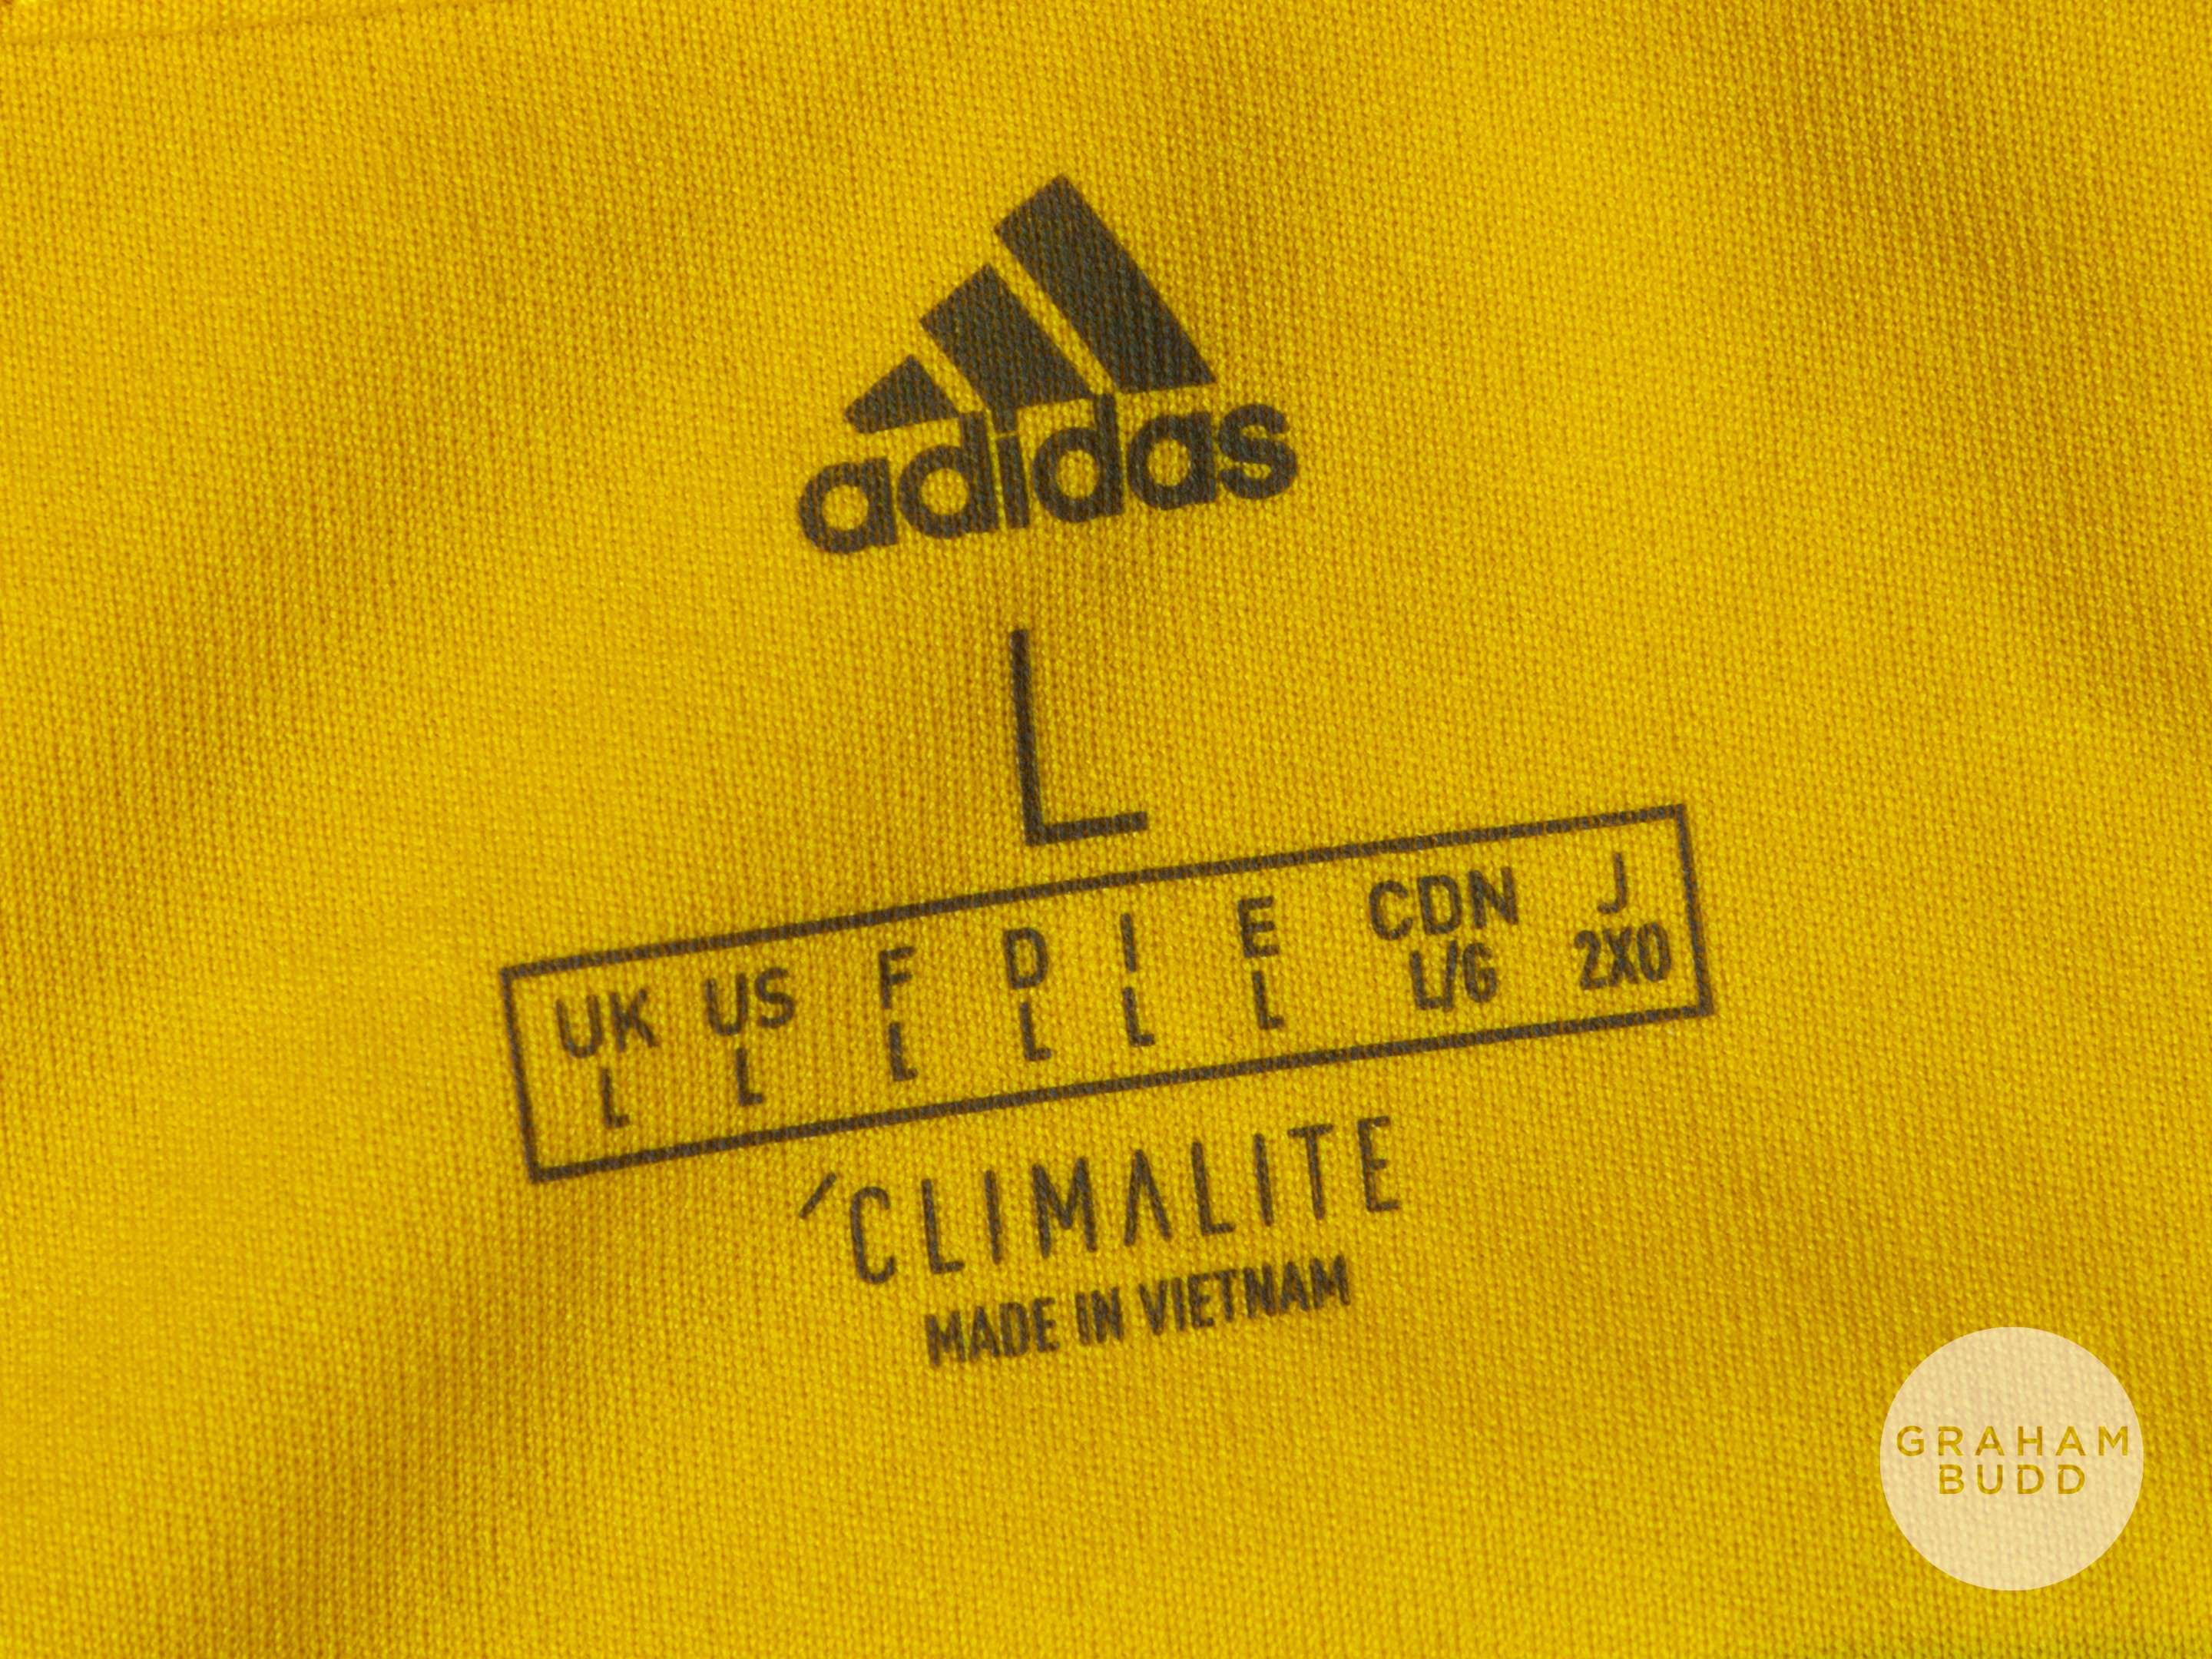 adidas
L
UK US F D I E CDN J
L L L L L L L/G 2XO
´CLIMALITE
MADE IN VIETNAM
GRAHAM
BUDD